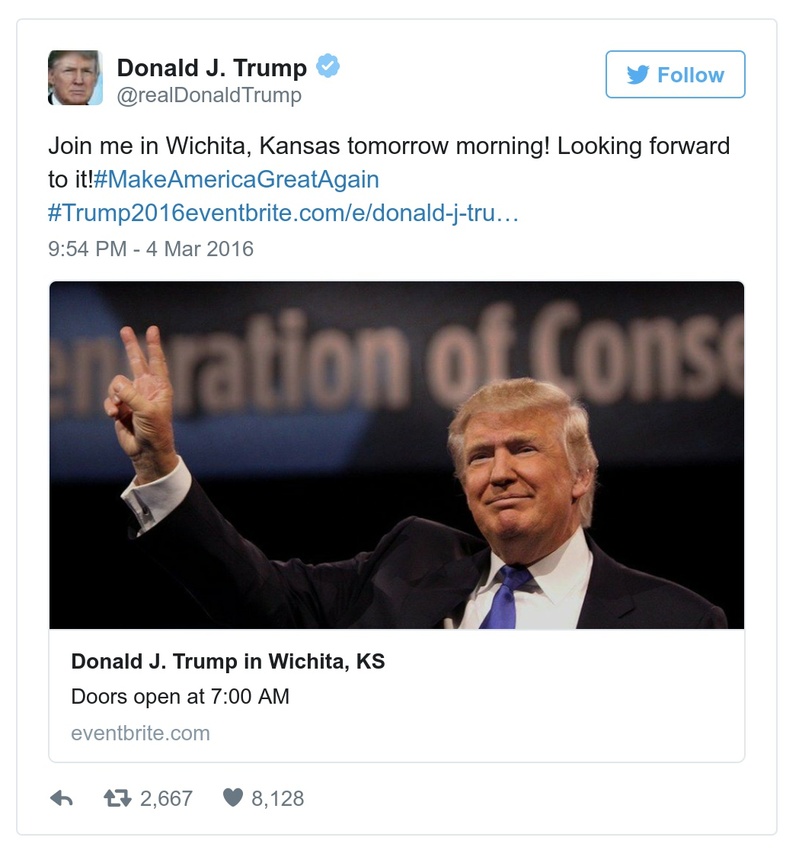 Donald J. Trump
@realDonaldTrump
Follow
Join me in Wichita, Kansas tomorrow morning! Looking forward
to it!#MakeAmericaGreatAgain
#Trump2016eventbrite.com/e/donald-j-tru…
9:54 PM - 4 Mar 2016
eneration of Conse
Donald J. Trump in Wichita, KS
Doors open at 7:00 AM
eventbrite.com
2,667 8,128